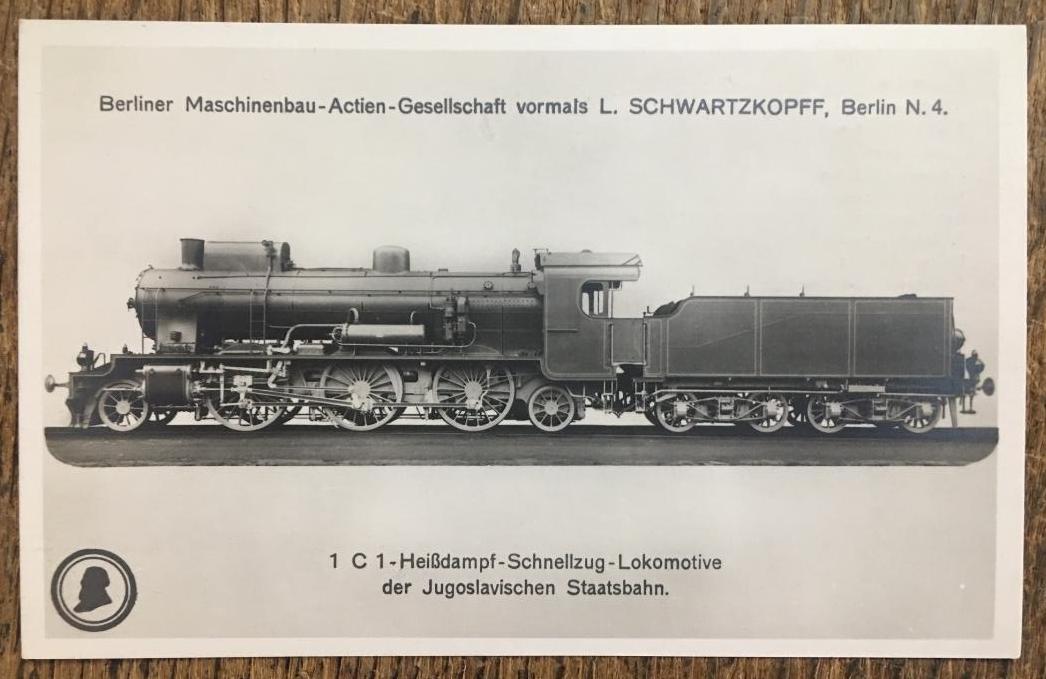 Berliner Maschinenbau-Actien-Gesellschaft vormals L. SCHWARTZKOPFF, Berlin N. 4.
1 C 1-Heißdampf-Schnellzug-Lokomotive
der Jugoslavischen Staatsbahn.